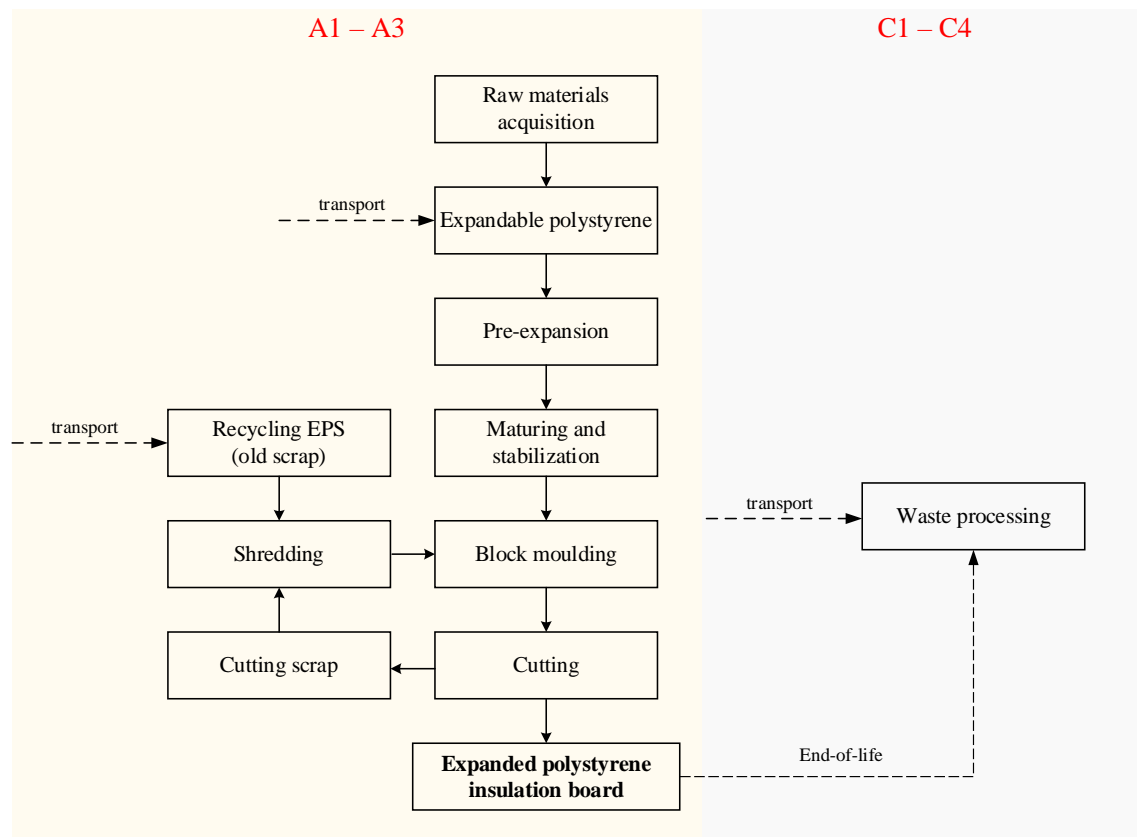 A1 – A3
C1 – C4
Raw materials
acquisition
transport
Expandable polystyrene
Pre-expansion
transport
Recycling EPS
(old scrap)
Maturing and
stabilization
transport
Waste processing
Shredding
Block moulding
Cutting scrap
Cutting
Expanded polystyrene
insulation board
End-of-life